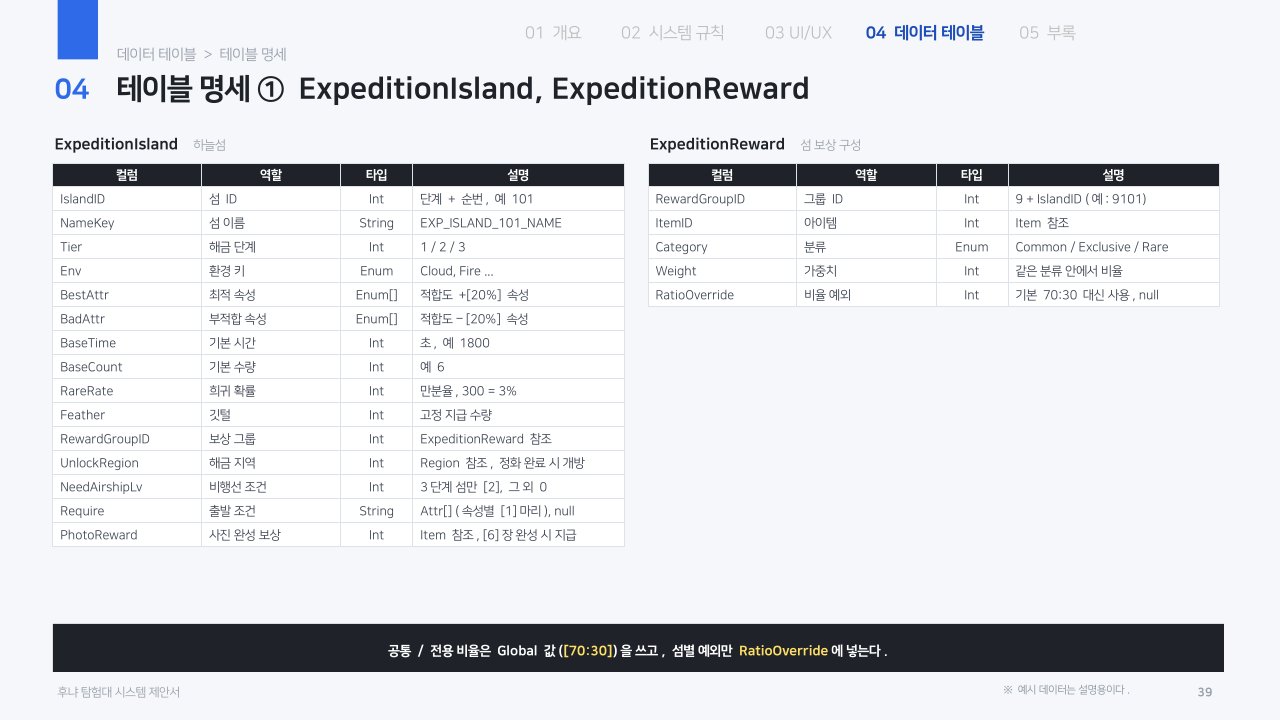 01 개요 02 시스템 규칙 03 UI/UX 04 데이터 테이블 05 부록
데이터 테이블 > 테이블 명세
04 테이블 명세 ① ExpeditionIsland, ExpeditionReward
ExpeditionIsland 하늘섬
컬럼 역할 타입 설명
IslandID 섬 ID Int 단계 + 순번, 예 101
NameKey 섬 이름 String EXP_ISLAND_101_NAME
Tier 해금 단계 Int 1 / 2 / 3
Env 환경 키 Enum Cloud, Fire ...
BestAttr 최적 속성 Enum[] 적합도 +[20%] 속성
BadAttr 부적합 속성 Enum[] 적합도 −[20%] 속성
BaseTime 기본 시간 Int 초, 예 1800
BaseCount 기본 수량 Int 예 6
RareRate 희귀 확률 Int 만분율, 300 = 3%
Feather 깃털 Int 고정 지급 수량
RewardGroupID 보상 그룹 Int ExpeditionReward 참조
UnlockRegion 해금 지역 Int Region 참조, 정화 완료 시 개방
NeedAirshipLv 비행선 조건 Int 3단계 섬만 [2], 그 외 0
Require 출발 조건 String Attr[] (속성별 [1]마리), null
PhotoReward 사진 완성 보상 Int Item 참조, [6]장 완성 시 지급
ExpeditionReward 섬 보상 구성
컬럼 역할 타입 설명
RewardGroupID 그룹 ID Int 9 + IslandID (예: 9101)
ItemID 아이템 Int Item 참조
Category 분류 Enum Common / Exclusive / Rare
Weight 가중치 Int 같은 분류 안에서 비율
RatioOverride 비율 예외 Int 기본 70:30 대신 사용, null
공통 / 전용 비율은 Global 값([70:30])을 쓰고, 섬별 예외만 RatioOverride에 넣는다.
후냐 탐험대 시스템 제안서
※ 예시 데이터는 설명용이다.
39